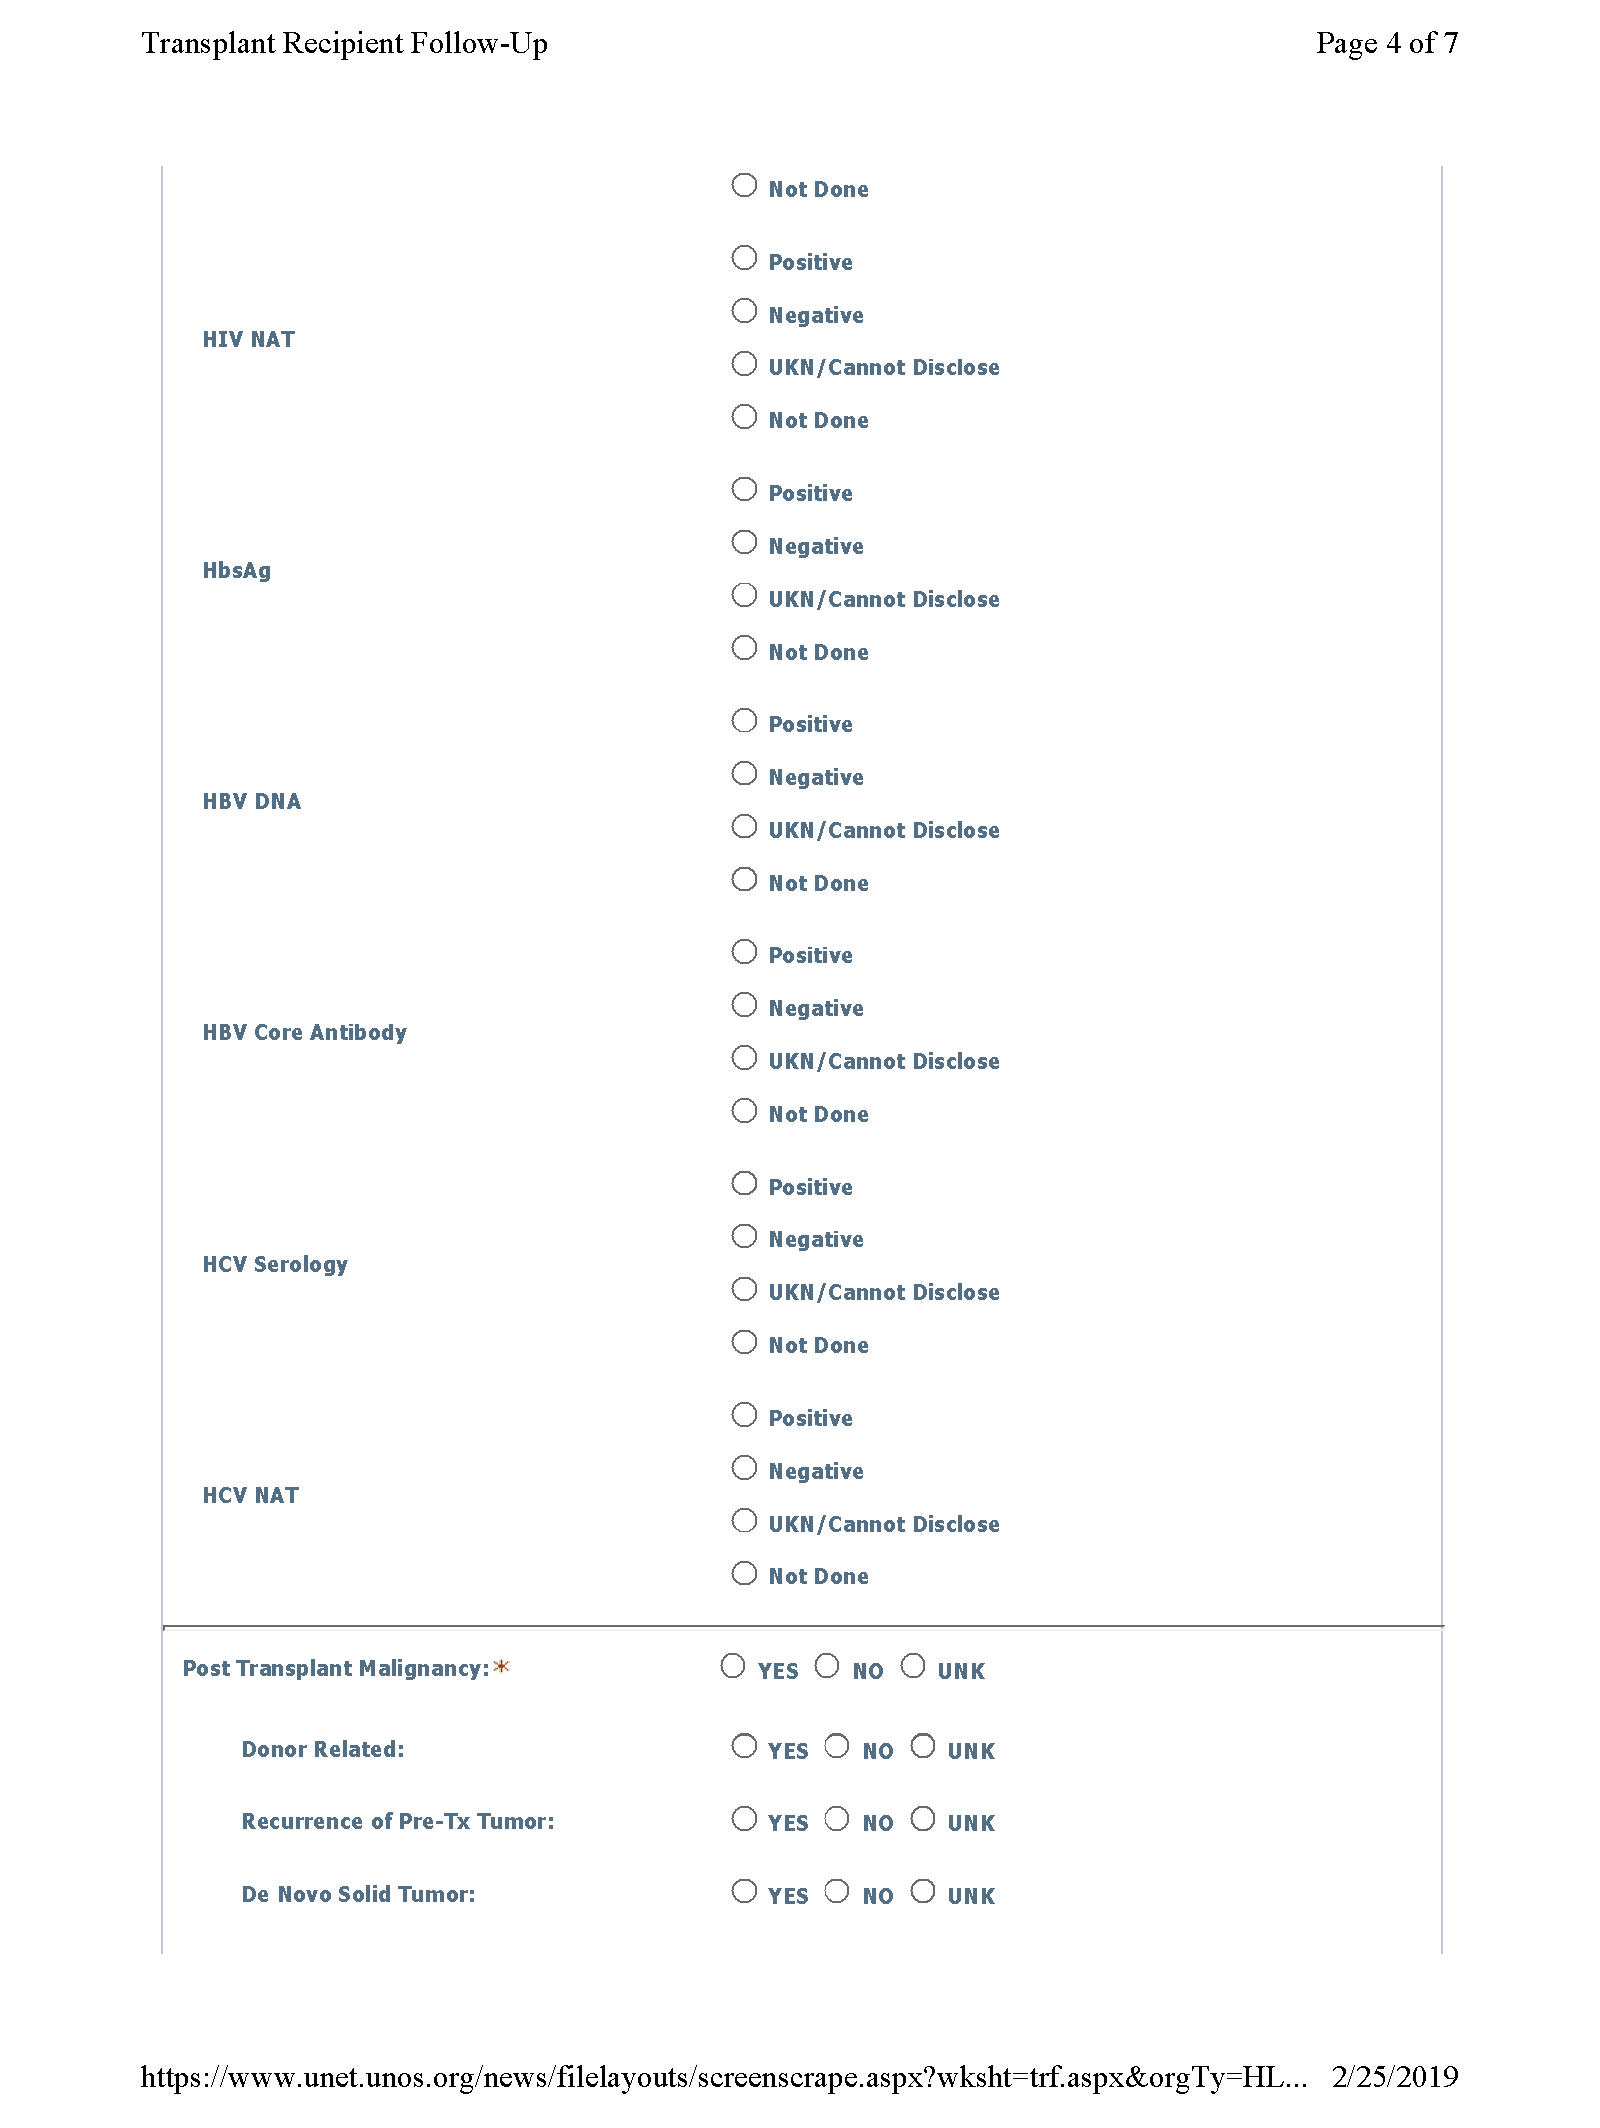 Transplant Recipient Follow-Up Page 4 of 7
Not Done
Positive
Negative
HIV NAT
UKN/Cannot Disclose
Not Done
Positive
Negative
HbsAg
UKN/Cannot Disclose
Not Done
Positive
Negative
HBV DNA
UKN/Cannot Disclose
Not Done
Positive
Negative
HBV Core Antibody
UKN/Cannot Disclose
Not Done
Positive
Negative
HCV Serology
UKN/Cannot Disclose
Not Done
Positive
Negative
HCV NAT
UKN/Cannot Disclose
Not Done
Post Transplant Malignancy:* YES NO UNK
Donor Related: YES NO UNK
Recurrence of Pre-Tx Tumor: YES NO UNK
De Novo Solid Tumor: YES NO UNK
https://www.unet.unos.org/news/filelayouts/screenscrape.aspx?wksht=trf.aspx&orgTy=HL... 2/25/2019